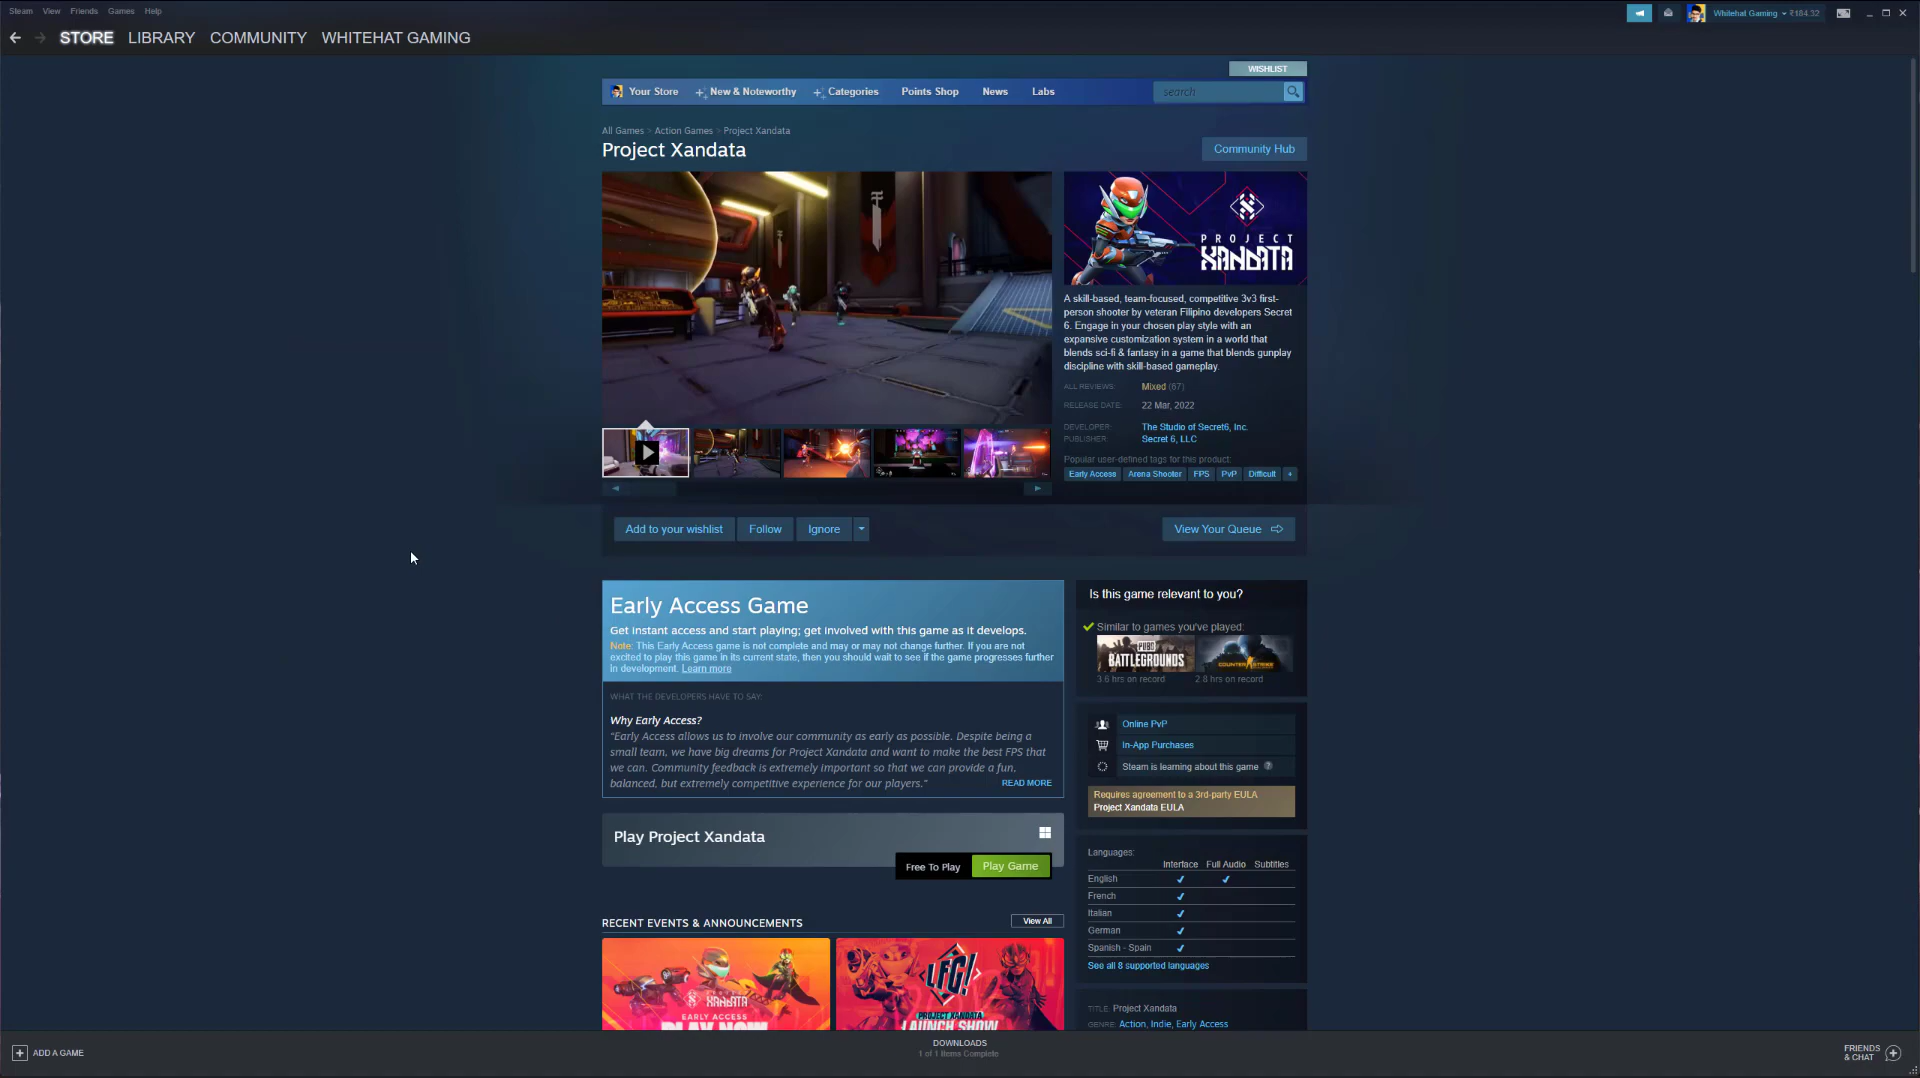 Steam View Friends Games Help
Whitehat Gaming ₹184.32
STORE LIBRARY COMMUNITY WHITEHAT GAMING
WISHLIST
Your Store New & Noteworthy Categories Points Shop News Labs search
All Games > Action Games > Project Xandata
Project Xandata
Community Hub
PROJECT
XANDATA
A skill-based, team-focused, competitive 3v3 first-
person shooter by veteran Filipino developers Secret
6. Engage in your chosen play style with an
expansive customization system in a world that
blends sci-fi & fantasy in a game that blends gunplay
discipline with skill-based gameplay.
ALL REVIEWS: Mixed (67)
RELEASE DATE: 22 Mar, 2022
DEVELOPER: The Studio of Secret6, Inc.
PUBLISHER: Secret 6, LLC
Popular user-defined tags for this product:
Early Access Arena Shooter FPS PvP Difficult +
Add to your wishlist Follow Ignore
View Your Queue
Early Access Game
Get instant access and start playing; get involved with this game as it develops.
Note: This Early Access game is not complete and may or may not change further. If you are not
excited to play this game in its current state, then you should wait to see if the game progresses further
in development. Learn more
WHAT THE DEVELOPERS HAVE TO SAY:
Why Early Access?
“Early Access allows us to involve our community as early as possible. Despite being a
small team, we have big dreams for Project Xandata and want to make the best FPS that
we can. Community feedback is extremely important so that we can provide a fun,
balanced, but extremely competitive experience for our players.”
READ MORE
Play Project Xandata
Free To Play Play Game
RECENT EVENTS & ANNOUNCEMENTS
View All
XANDATA
EARLY ACCESS
PLAY NOW
LFG!
PROJECT XANDATA
LAUNCH SHOW
Is this game relevant to you?
Similar to games you've played:
PUBG
BATTLEGROUNDS
COUNTER STRIKE
3.6 hrs on record 2.8 hrs on record
Online PvP
In-App Purchases
Steam is learning about this game ?
Requires agreement to a 3rd-party EULA
Project Xandata EULA
Languages:
Interface Full Audio Subtitles
English ✔ ✔
French ✔
Italian ✔
German ✔
Spanish - Spain ✔
See all 8 supported languages
TITLE: Project Xandata
GENRE: Action, Indie, Early Access
ADD A GAME
DOWNLOADS
1 of 1 Items Complete
FRIENDS
& CHAT